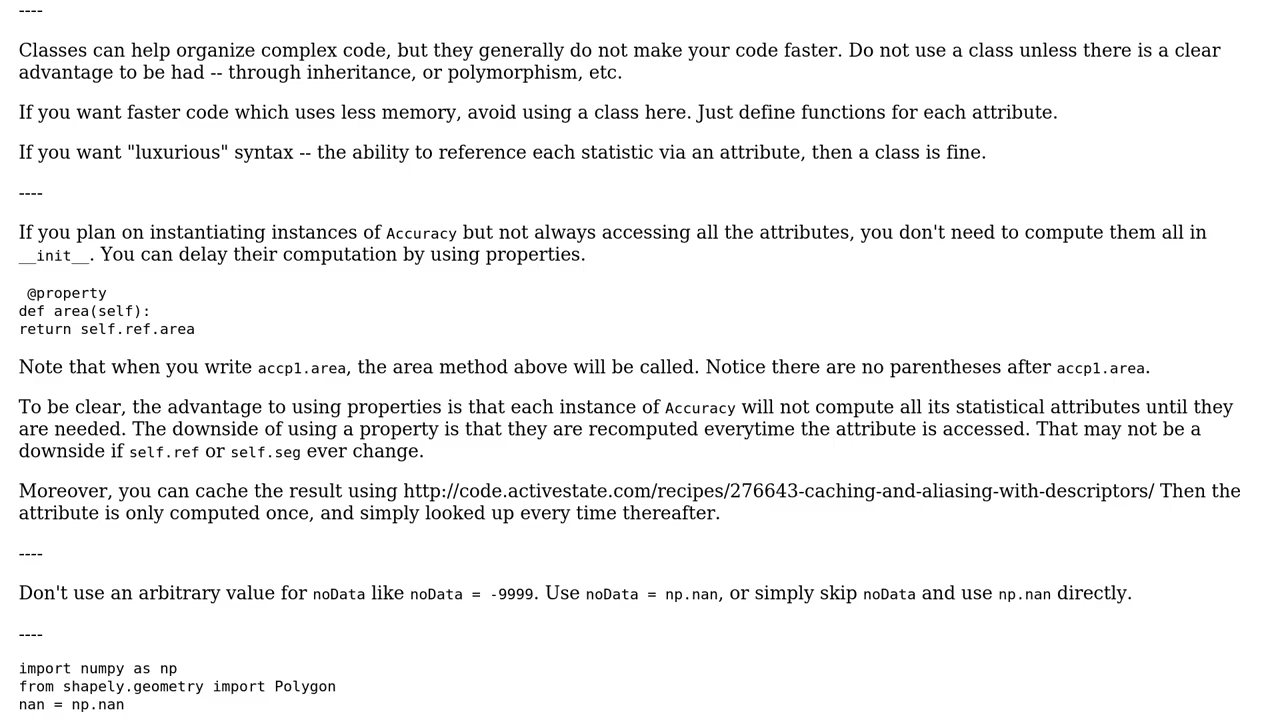 ----
Classes can help organize complex code, but they generally do not make your code faster. Do not use a class unless there is a clear
advantage to be had -- through inheritance, or polymorphism, etc.
If you want faster code which uses less memory, avoid using a class here. Just define functions for each attribute.
If you want "luxurious" syntax -- the ability to reference each statistic via an attribute, then a class is fine.
----
If you plan on instantiating instances of Accuracy but not always accessing all the attributes, you don't need to compute them all in
__init__. You can delay their computation by using properties.
@property
def area(self):
return self.ref.area
Note that when you write accp1.area, the area method above will be called. Notice there are no parentheses after accp1.area.
To be clear, the advantage to using properties is that each instance of Accuracy will not compute all its statistical attributes until they
are needed. The downside of using a property is that they are recomputed everytime the attribute is accessed. That may not be a
downside if self.ref or self.seg ever change.
Moreover, you can cache the result using http://code.activestate.com/recipes/276643-caching-and-aliasing-with-descriptors/ Then the
attribute is only computed once, and simply looked up every time thereafter.
----
Don't use an arbitrary value for noData like noData = -9999. Use noData = np.nan, or simply skip noData and use np.nan directly.
----
import numpy as np
from shapely.geometry import Polygon
nan = np.nan